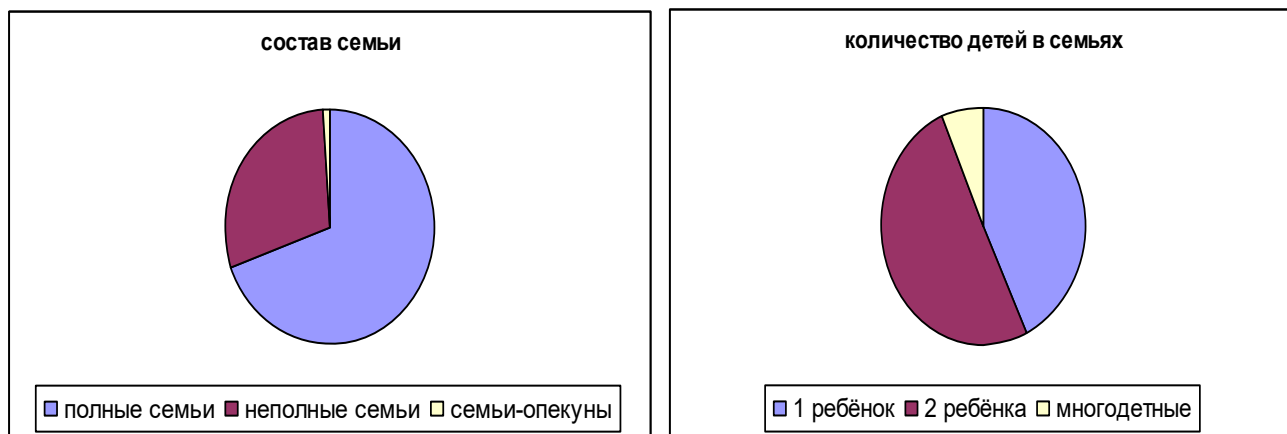 состав семьи
полные семьи неполные семьи семьи-опекуны
количество детей в семьях
1 ребёнок 2 ребёнка многодетные